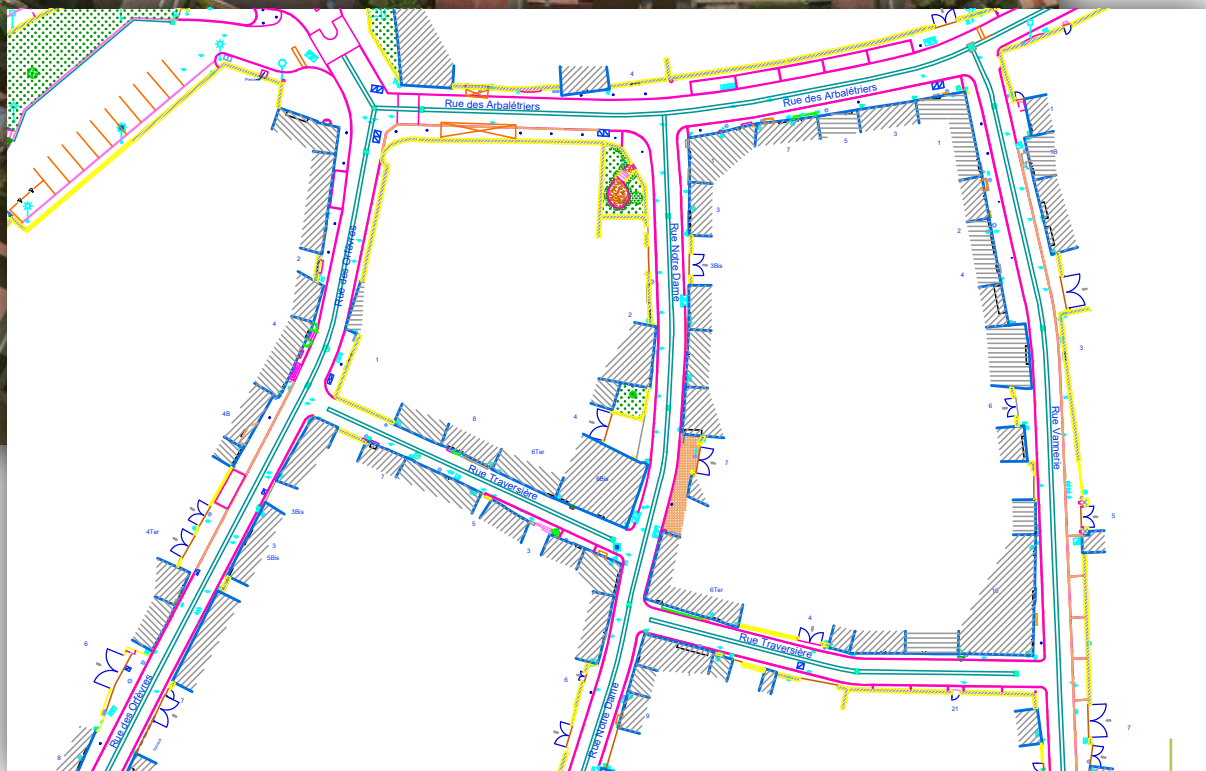 4
Rue des Arbalétriers
Rue des Arbalétriers
1
7
5
3
1
1
1B
3
2
2
4
Rue des Orfèvres
Rue Notre Dame
3Bis
2
4
2
1
3
4B
8
4
6
Rue Vannerie
6Ter
7
Rue Traversière
6Bis
7
3Bis
5
3
4Ter
3
5Bis
5
6Ter
10
4
Rue Traversière
6
6
1
Rue des Orfèvres
7
Rue Notre Dame
9
21
7
8